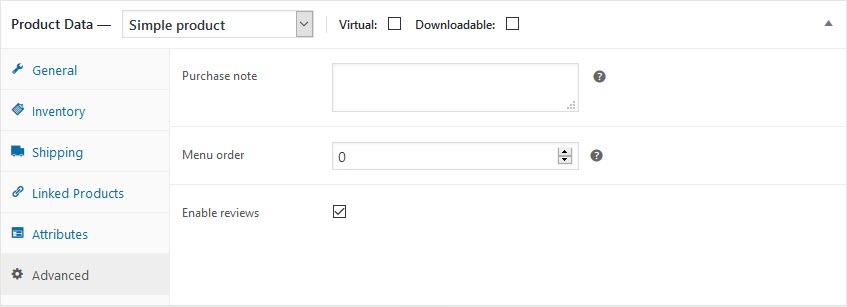 Product Data — Simple product Virtual: Downloadable:
General
Inventory
Shipping
Linked Products
Attributes
Advanced
Purchase note ?
Menu order 0 ?
Enable reviews